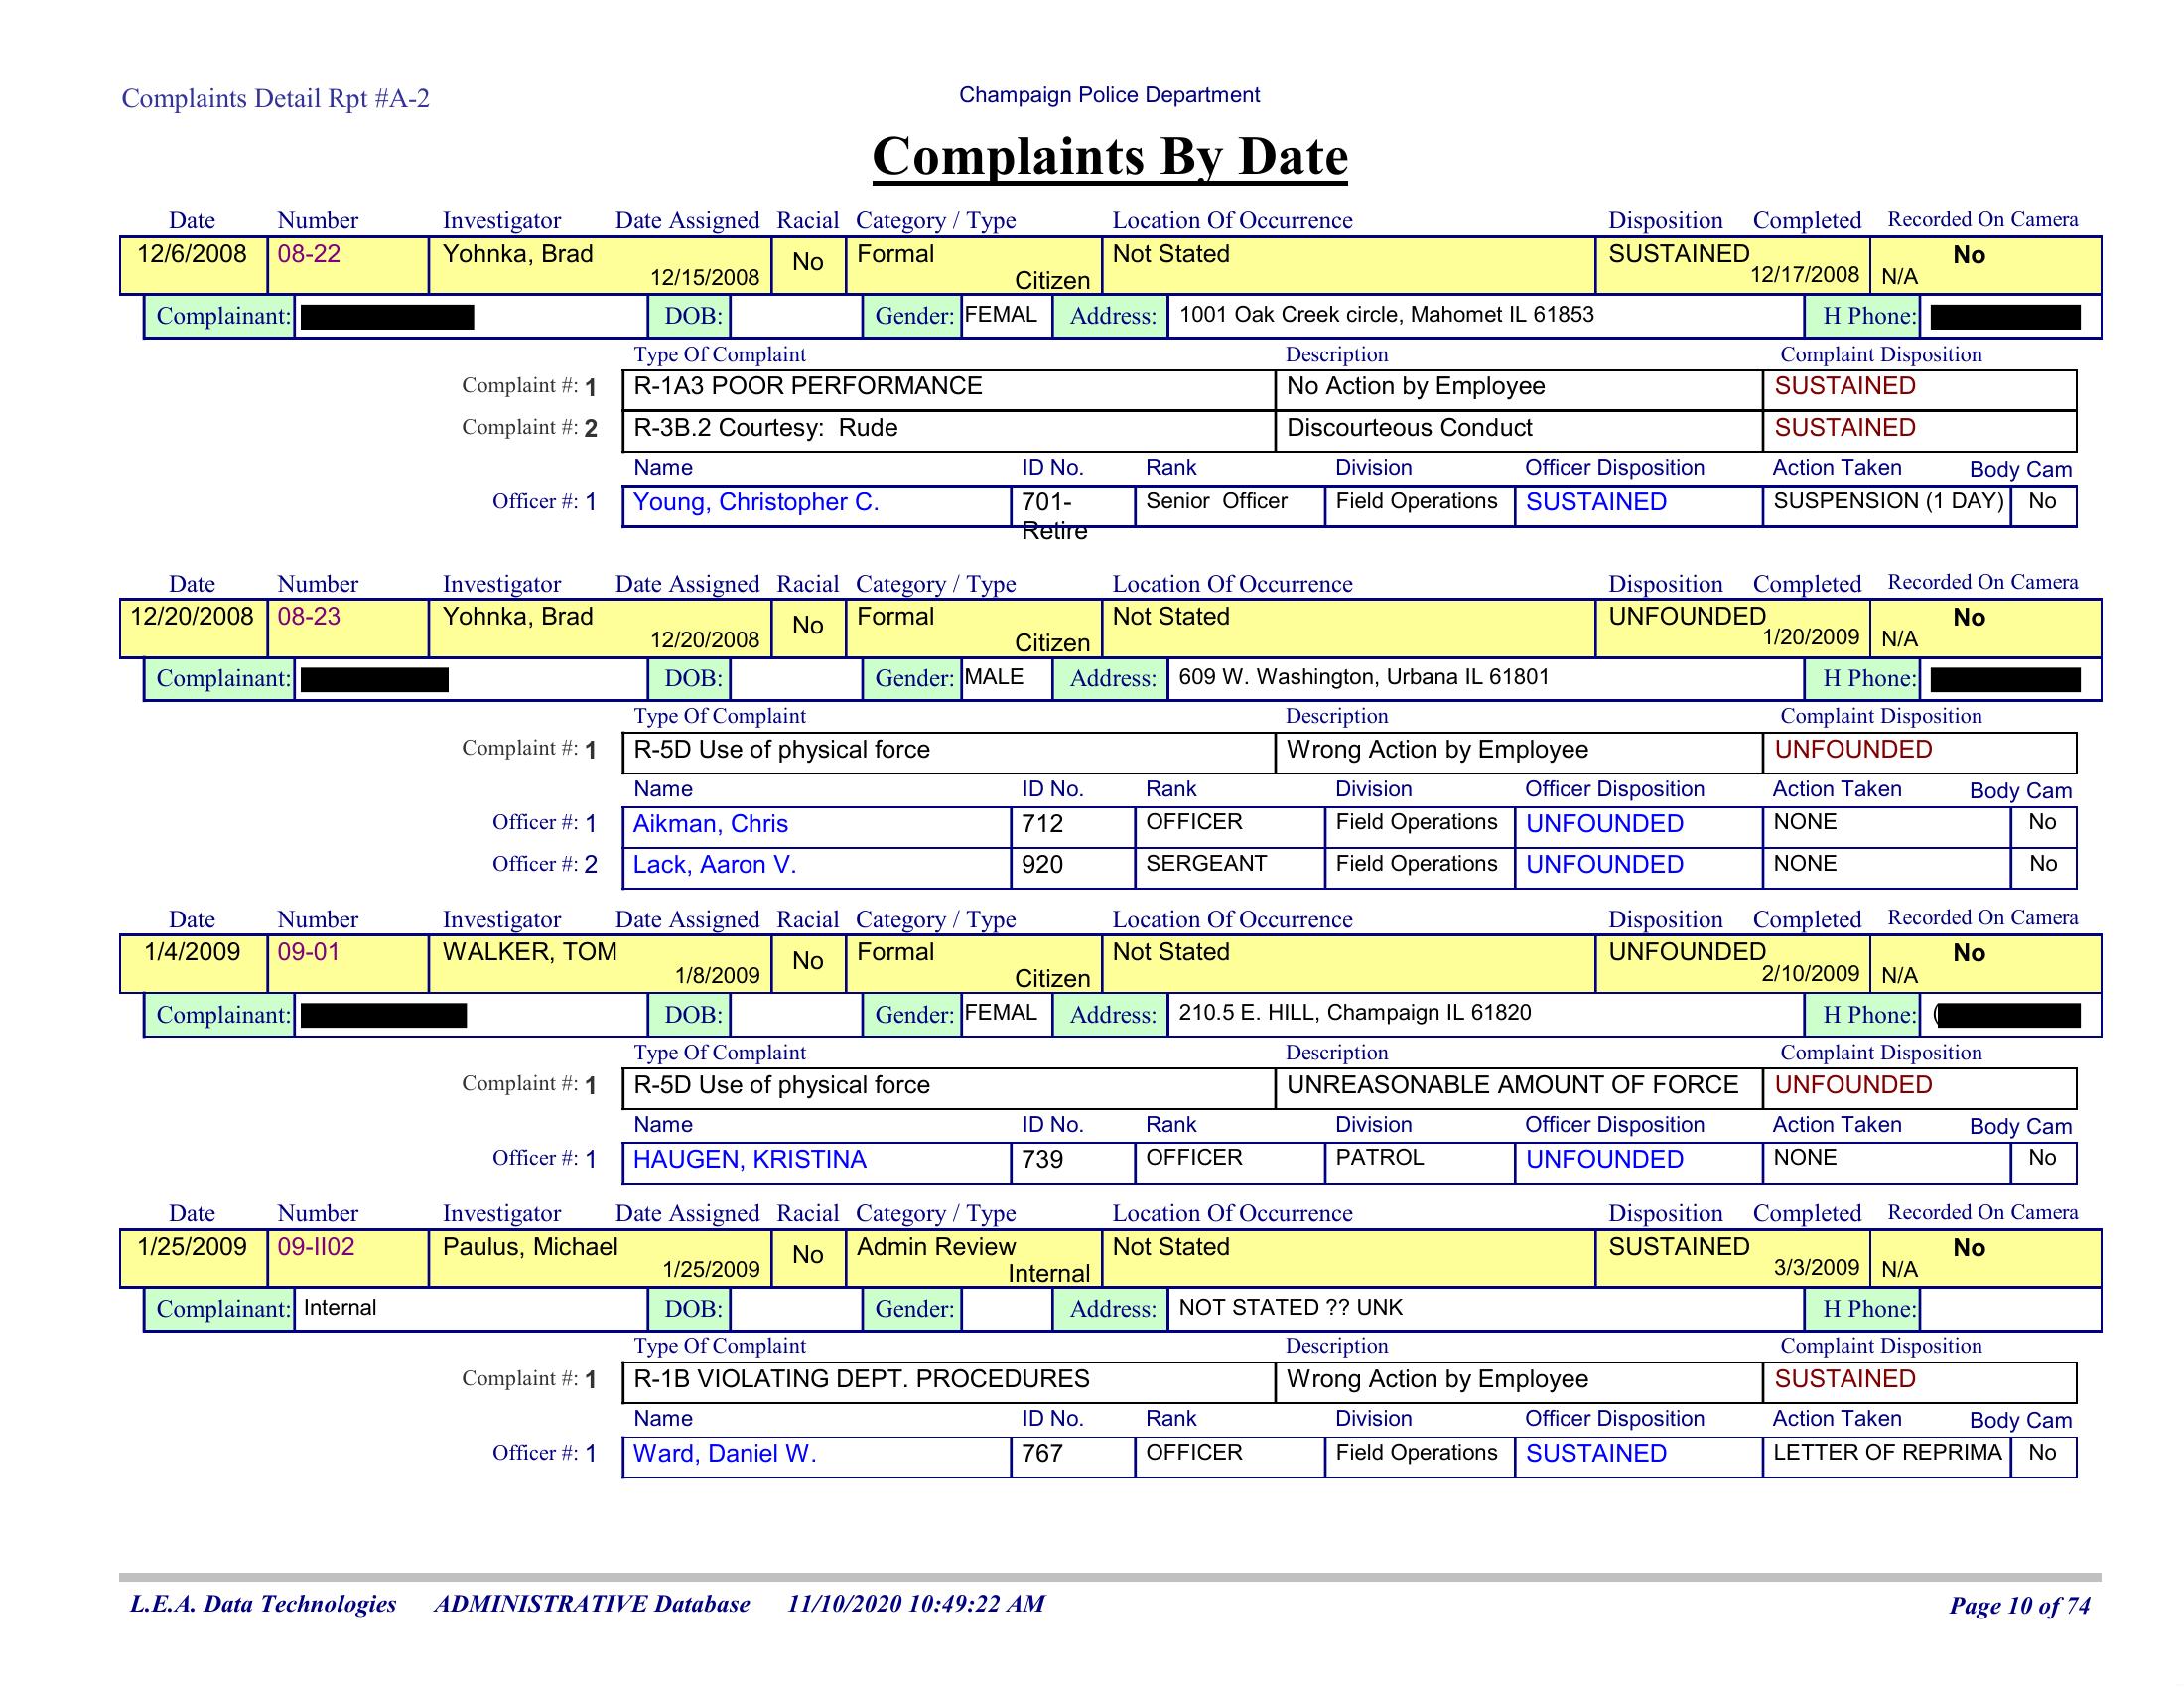 Complaints Detail Rpt #A-2 Champaign Police Department
Complaints By Date
Date Number Investigator Date Assigned Racial Category / Type Location Of Occurrence Disposition Completed Recorded On Camera
12/6/2008 08-22 Yohnka, Brad 12/15/2008 No Formal Citizen Not Stated SUSTAINED 12/17/2008 No N/A
Complainant: DOB: Gender: FEMAL Address: 1001 Oak Creek circle, Mahomet IL 61853 H Phone:
Type Of Complaint Description Complaint Disposition
Complaint #: 1 R-1A3 POOR PERFORMANCE No Action by Employee SUSTAINED
Complaint #: 2 R-3B.2 Courtesy: Rude Discourteous Conduct SUSTAINED
Name ID No. Rank Division Officer Disposition Action Taken Body Cam
Officer #: 1 Young, Christopher C. 701- Retire Senior Officer Field Operations SUSTAINED SUSPENSION (1 DAY) No
Date Number Investigator Date Assigned Racial Category / Type Location Of Occurrence Disposition Completed Recorded On Camera
12/20/2008 08-23 Yohnka, Brad 12/20/2008 No Formal Citizen Not Stated UNFOUNDED 1/20/2009 No N/A
Complainant: DOB: Gender: MALE Address: 609 W. Washington, Urbana IL 61801 H Phone:
Type Of Complaint Description Complaint Disposition
Complaint #: 1 R-5D Use of physical force Wrong Action by Employee UNFOUNDED
Name ID No. Rank Division Officer Disposition Action Taken Body Cam
Officer #: 1 Aikman, Chris 712 OFFICER Field Operations UNFOUNDED NONE No
Officer #: 2 Lack, Aaron V. 920 SERGEANT Field Operations UNFOUNDED NONE No
Date Number Investigator Date Assigned Racial Category / Type Location Of Occurrence Disposition Completed Recorded On Camera
1/4/2009 09-01 WALKER, TOM 1/8/2009 No Formal Citizen Not Stated UNFOUNDED 2/10/2009 No N/A
Complainant: DOB: Gender: FEMAL Address: 210.5 E. HILL, Champaign IL 61820 H Phone: (
Type Of Complaint Description Complaint Disposition
Complaint #: 1 R-5D Use of physical force UNREASONABLE AMOUNT OF FORCE UNFOUNDED
Name ID No. Rank Division Officer Disposition Action Taken Body Cam
Officer #: 1 HAUGEN, KRISTINA 739 OFFICER PATROL UNFOUNDED NONE No
Date Number Investigator Date Assigned Racial Category / Type Location Of Occurrence Disposition Completed Recorded On Camera
1/25/2009 09-II02 Paulus, Michael 1/25/2009 No Admin Review Internal Not Stated SUSTAINED 3/3/2009 No N/A
Complainant: Internal DOB: Gender: Address: NOT STATED ?? UNK H Phone:
Type Of Complaint Description Complaint Disposition
Complaint #: 1 R-1B VIOLATING DEPT. PROCEDURES Wrong Action by Employee SUSTAINED
Name ID No. Rank Division Officer Disposition Action Taken Body Cam
Officer #: 1 Ward, Daniel W. 767 OFFICER Field Operations SUSTAINED LETTER OF REPRIMA No
L.E.A. Data Technologies ADMINISTRATIVE Database 11/10/2020 10:49:22 AM Page 10 of 74